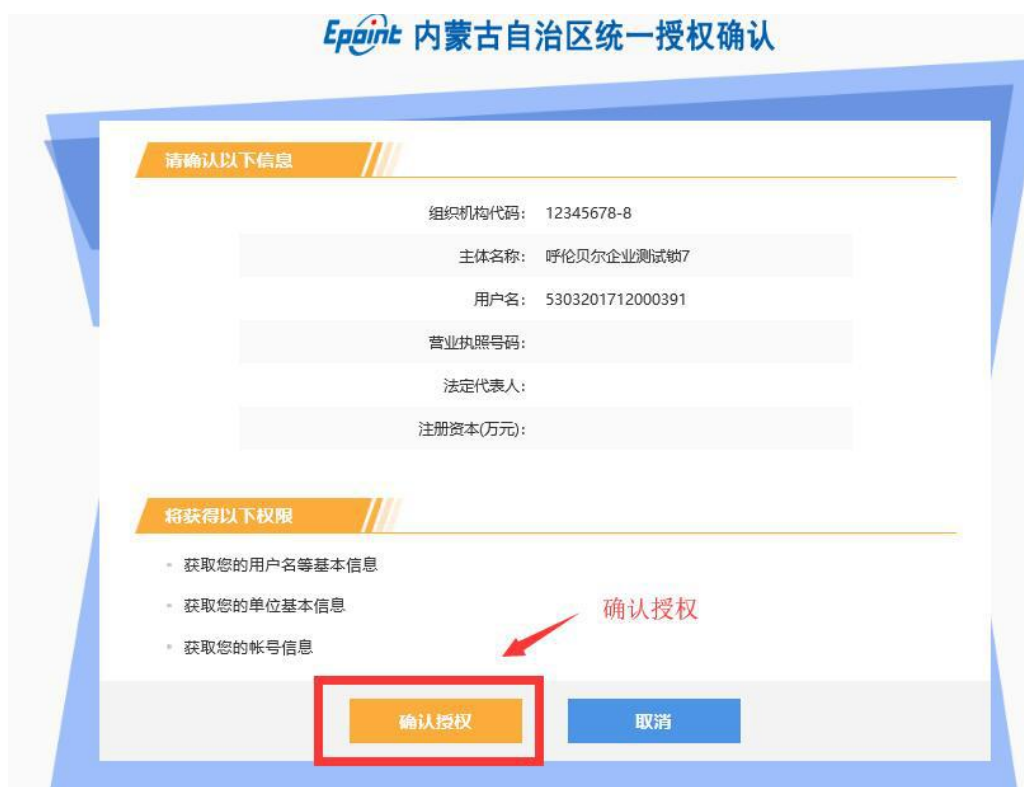 Epoint 内蒙古自治区统一授权确认
请确认以下信息
组织机构代码： 12345678-8
主体名称： 呼伦贝尔企业测试锁7
用户名： 5303201712000391
营业执照号码：
法定代表人：
注册资本(万元)：
将获得以下权限
获取您的用户名等基本信息
获取您的单位基本信息
确认授权
获取您的帐号信息
确认授权 取消